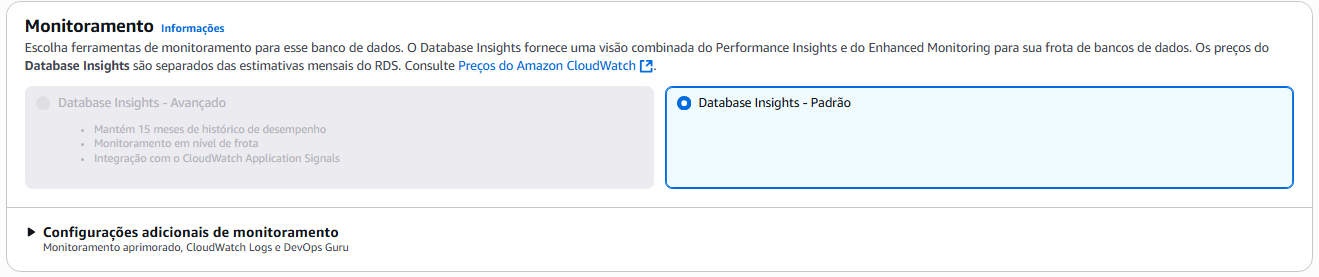 Monitoramento Informações
Escolha ferramentas de monitoramento para esse banco de dados. O Database Insights fornece uma visão combinada do Performance Insights e do Enhanced Monitoring para sua frota de bancos de dados. Os preços do
Database Insights são separados das estimativas mensais do RDS. Consulte Preços do Amazon CloudWatch.
Database Insights - Avançado
• Mantém 15 meses de histórico de desempenho
• Monitoramento em nível de frota
• Integração com o CloudWatch Application Signals
Database Insights - Padrão
Configurações adicionais de monitoramento
Monitoramento aprimorado, CloudWatch Logs e DevOps Guru